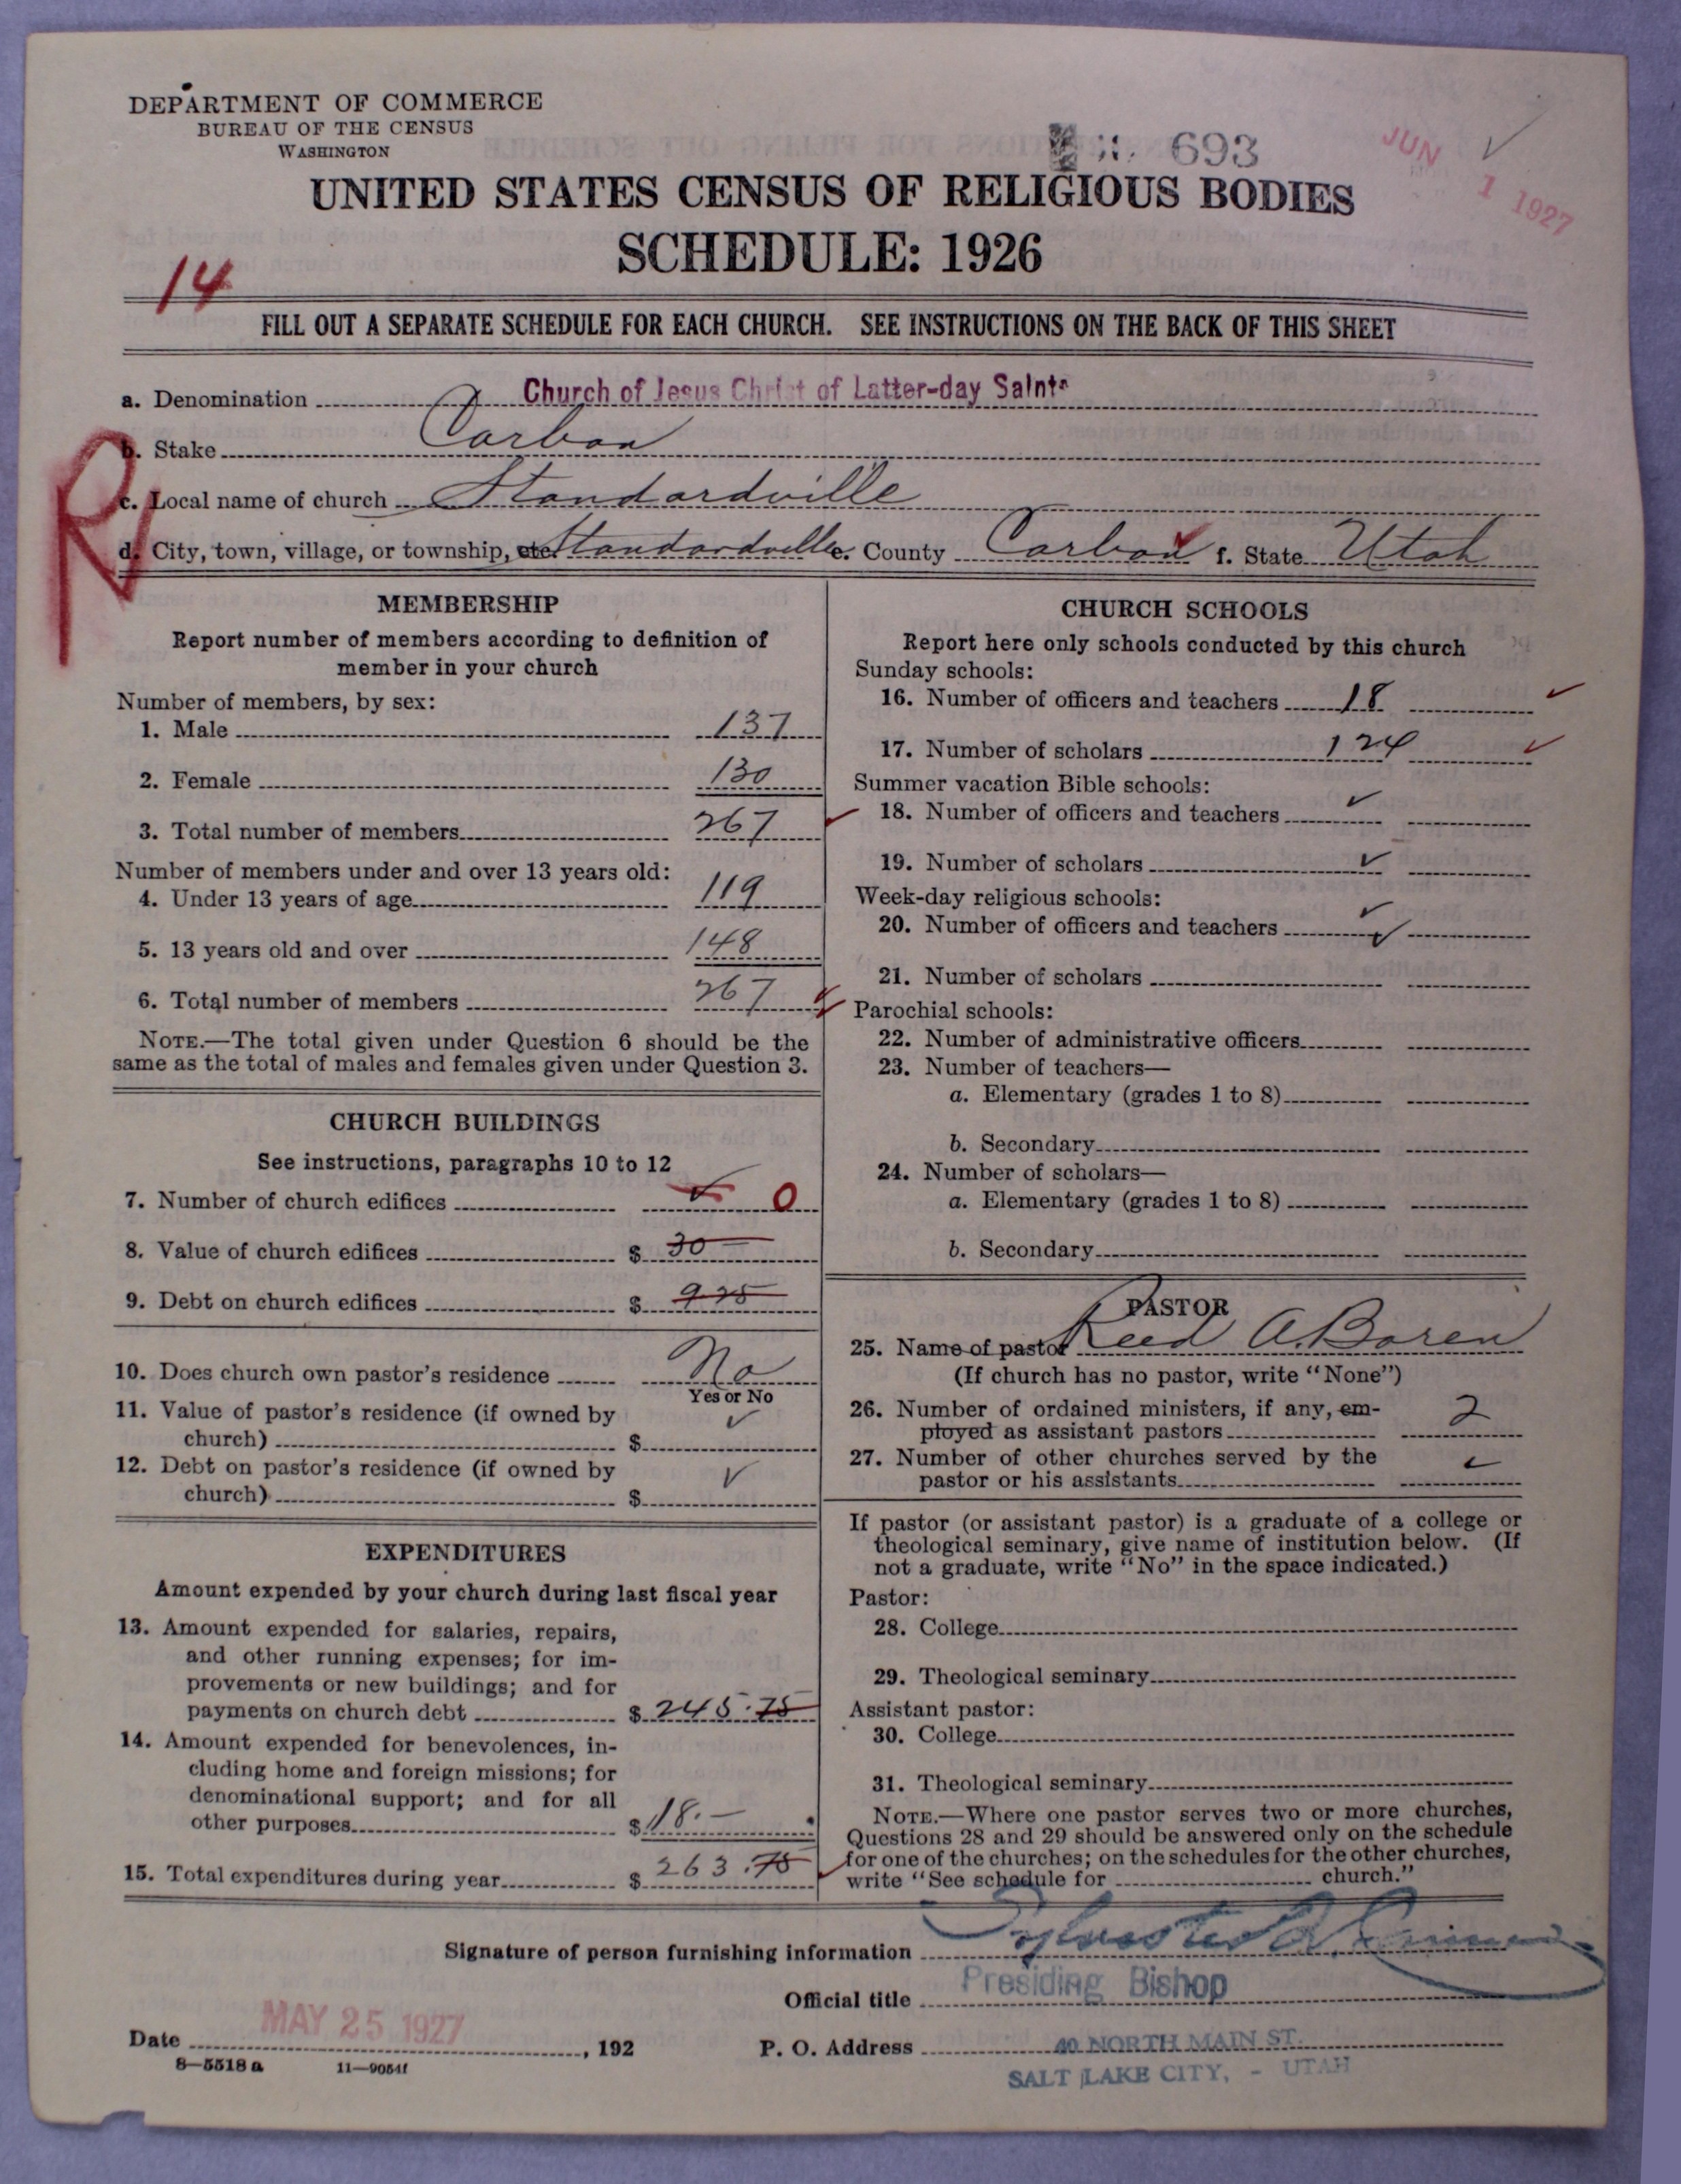 DEPARTMENT OF COMMERCE
BUREAU OF THE CENSUS
WASHINGTON
693
JUN 1 1927
UNITED STATES CENSUS OF RELIGIOUS BODIES
SCHEDULE: 1926
14
FILL OUT A SEPARATE SCHEDULE FOR EACH CHURCH. SEE INSTRUCTIONS ON THE BACK OF THIS SHEET
a. Denomination Church of Jesus Christ of Latter-day Saints
b. Stake Carbon
R
c. Local name of church Standardville
d. City, town, village, or township, etc. Standardville e. County Carbon f. State Utah
MEMBERSHIP
Report number of members according to definition of
member in your church
Number of members, by sex:
1. Male 137
2. Female 130
3. Total number of members 267
Number of members under and over 13 years old:
4. Under 13 years of age 119
5. 13 years old and over 148
6. Total number of members 267
NOTE.—The total given under Question 6 should be the
same as the total of males and females given under Question 3.
CHURCH BUILDINGS
See instructions, paragraphs 10 to 12
7. Number of church edifices 0
8. Value of church edifices $ 30
9. Debt on church edifices $ 925
10. Does church own pastor's residence No
Yes or No
11. Value of pastor's residence (if owned by
church) $ ✓
12. Debt on pastor's residence (if owned by
church) $ ✓
EXPENDITURES
Amount expended by your church during last fiscal year
13. Amount expended for salaries, repairs,
and other running expenses; for im-
provements or new buildings; and for
payments on church debt $ 245.75
14. Amount expended for benevolences, in-
cluding home and foreign missions; for
denominational support; and for all
other purposes $ 18.—
15. Total expenditures during year $ 263.75
CHURCH SCHOOLS
Report here only schools conducted by this church
Sunday schools:
16. Number of officers and teachers 18 ✓
17. Number of scholars 124 ✓
Summer vacation Bible schools:
18. Number of officers and teachers ✓
19. Number of scholars ✓
Week-day religious schools:
20. Number of officers and teachers ✓
21. Number of scholars
Parochial schools:
22. Number of administrative officers
23. Number of teachers—
a. Elementary (grades 1 to 8)
b. Secondary
24. Number of scholars—
a. Elementary (grades 1 to 8)
b. Secondary
PASTOR
25. Name of pastor Reed A. Boren
(If church has no pastor, write "None")
26. Number of ordained ministers, if any, em-
ployed as assistant pastors 2
27. Number of other churches served by the
pastor or his assistants ✓
If pastor (or assistant pastor) is a graduate of a college or
theological seminary, give name of institution below. (If
not a graduate, write "No" in the space indicated.)
Pastor:
28. College
29. Theological seminary
Assistant pastor:
30. College
31. Theological seminary
NOTE.—Where one pastor serves two or more churches,
Questions 28 and 29 should be answered only on the schedule
for one of the churches; on the schedules for the other churches,
write "See schedule for church."
Signature of person furnishing information Sylvester Q. Cannon
Official title Presiding Bishop
Date MAY 25 1927, 192
P. O. Address 40 NORTH MAIN ST.
SALT LAKE CITY, - UTAH
8—5518 a 11—9054f